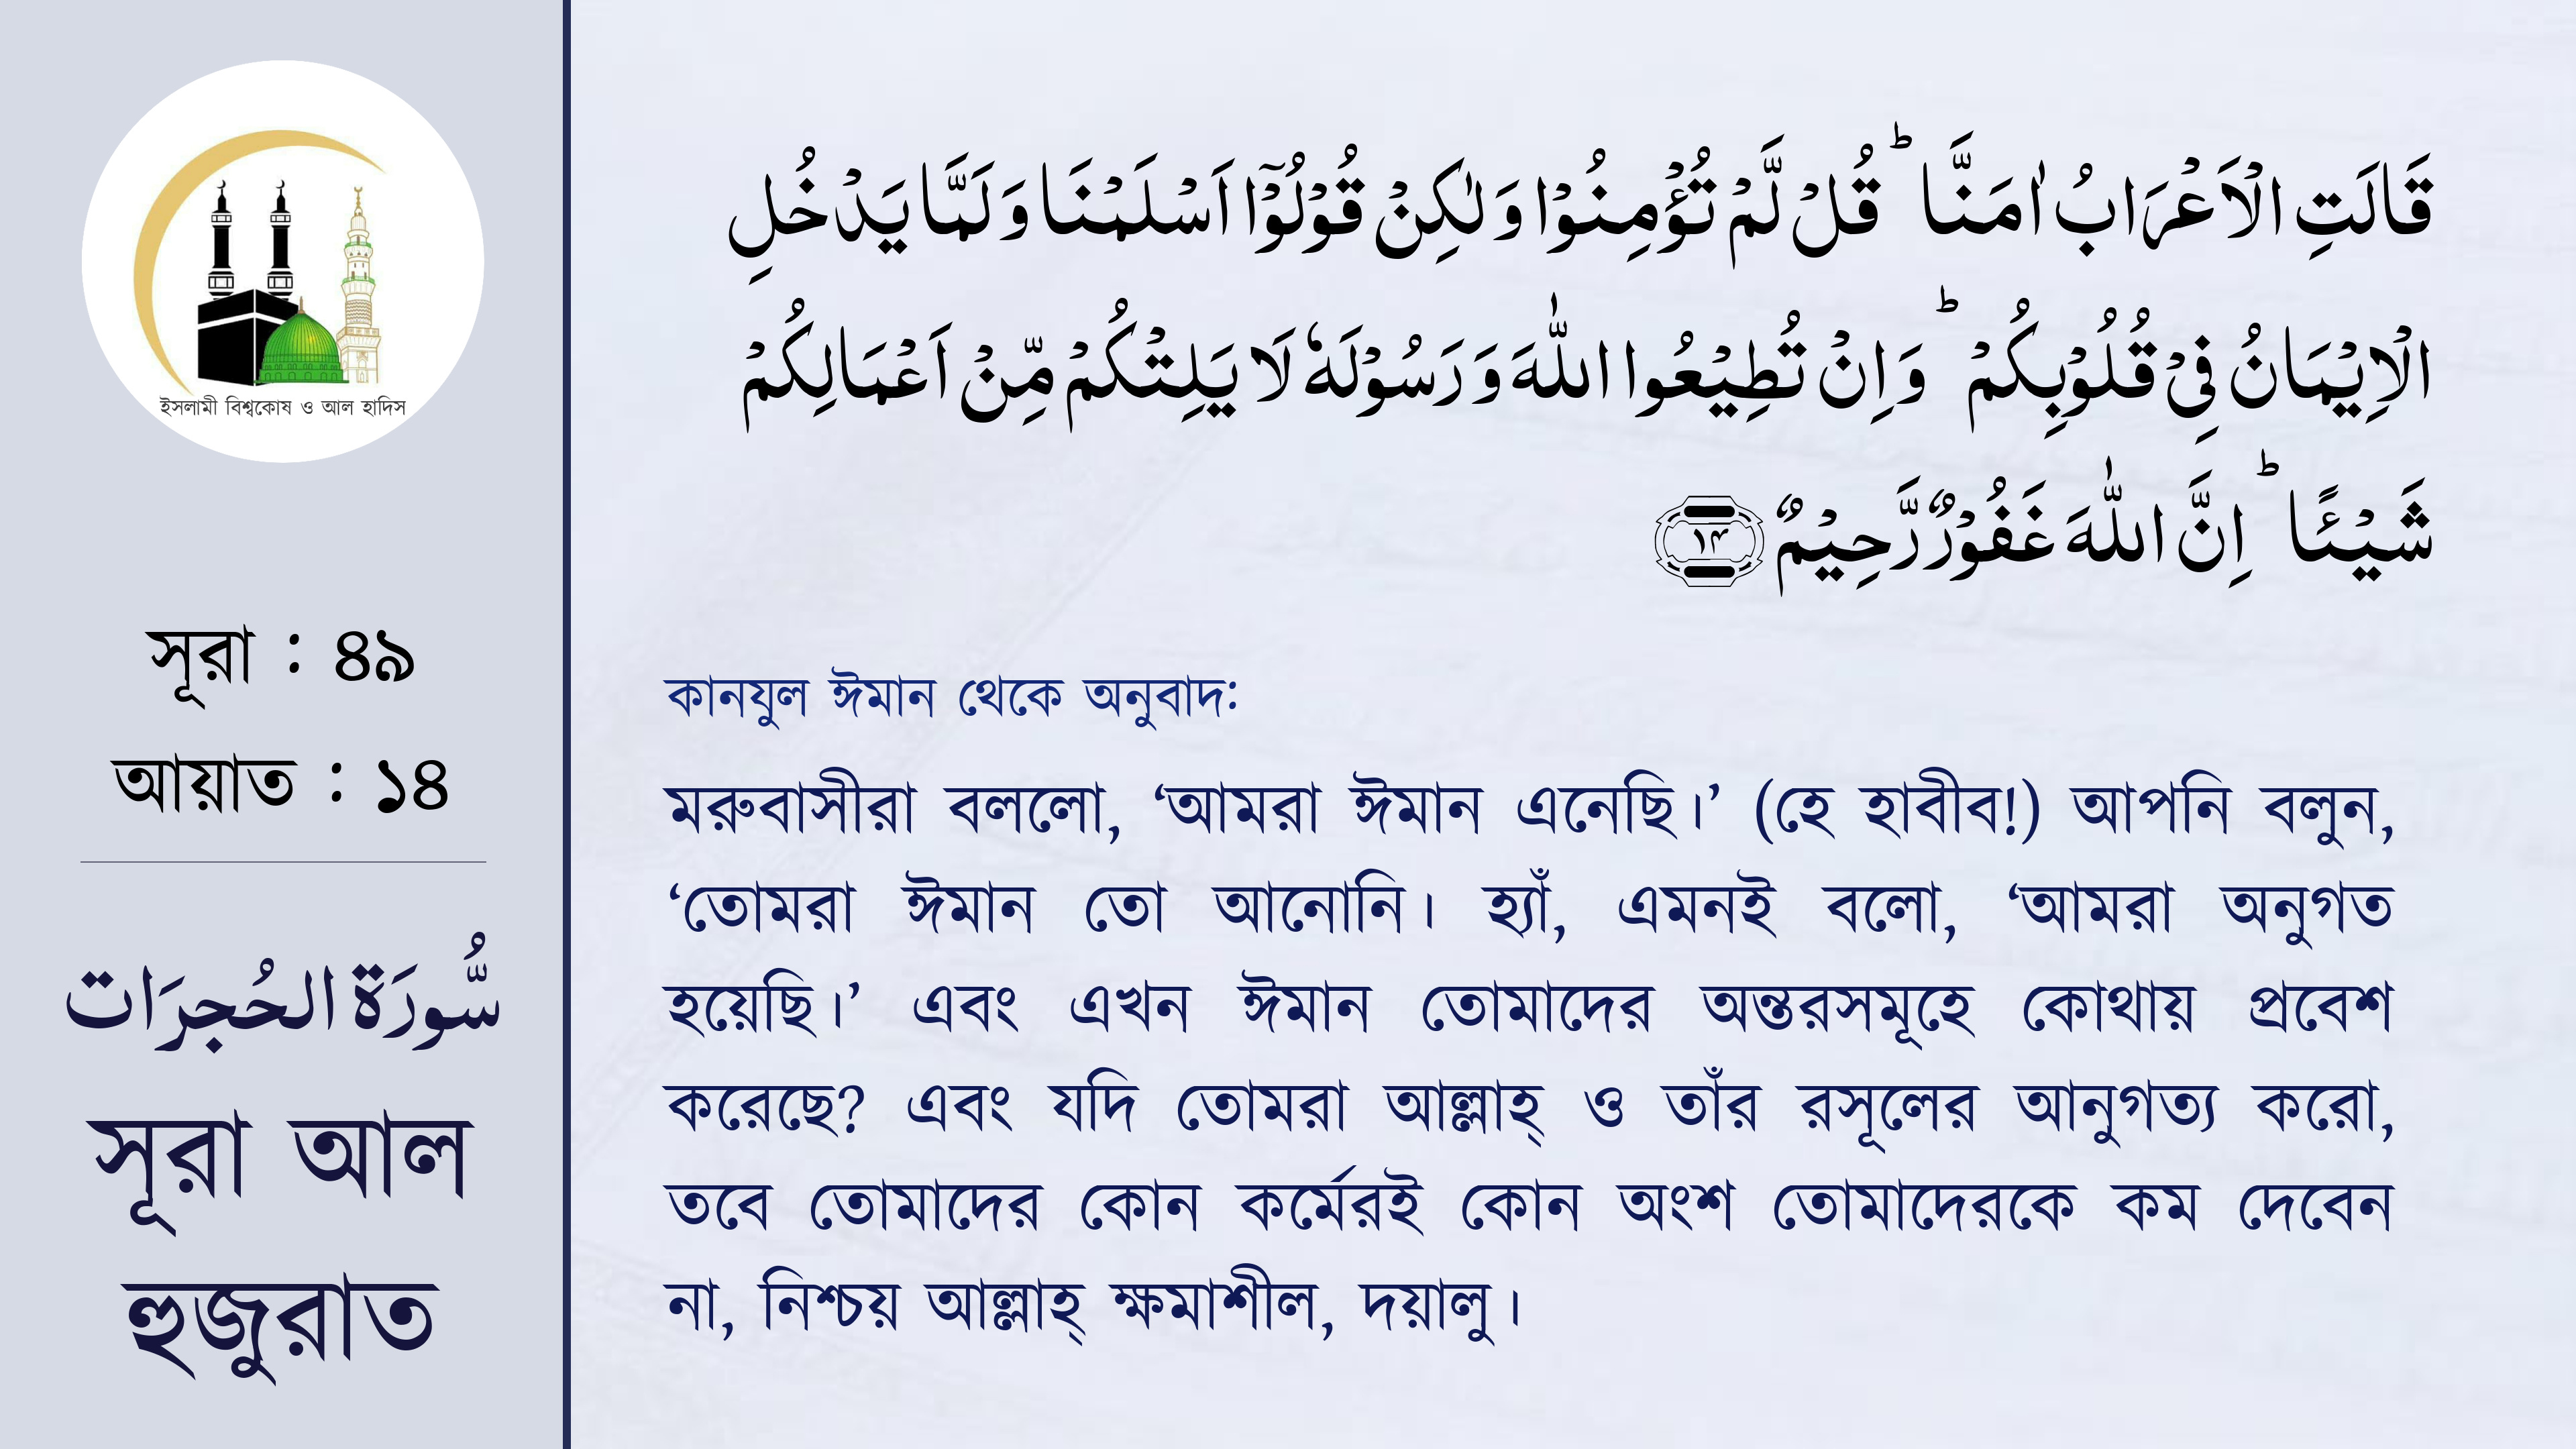 ইসলামী বিশ্বকোষ ও আল হাদিস
সূরা : ৪৯
আয়াত : ১৪
سُّورَة الحُجِرَات
সূরা আল
হুজুরাত
قَالَتِ الۡاَعۡرَابُ اٰمَنَّا ؕ قُلۡ لَّمۡ تُؤۡمِنُوۡا وَ لٰكِنۡ قُوۡلُوۡۤا اَسۡلَمۡنَا وَ لَمَّا يَدۡخُلِ
الۡاِيۡمَانُ فِىۡ قُلُوۡبِكُمۡ ؕ وَ اِنۡ تُطِيۡعُوا اللّٰهَ وَ رَسُوۡلَهٗ لَا يَلِتۡكُمۡ مِّنۡ اَعۡمَالِكُمۡ
شَيۡـًٔا ؕ اِنَّ اللّٰهَ غَفُوۡرٌ رَّحِيۡمٌ ﴿۱۴﴾
কানযুল ঈমান থেকে অনুবাদ:
মরুবাসীরা বললো, ‘আমরা ঈমান এনেছি।’ (হে হাবীব!) আপনি বলুন,
‘তোমরা ঈমান তো আনোনি। হ্যাঁ, এমনই বলো, ‘আমরা অনুগত
হয়েছি।’ এবং এখন ঈমান তোমাদের অন্তরসমূহে কোথায় প্রবেশ
করেছে? এবং যদি তোমরা আল্লাহ্ ও তাঁর রসূলের আনুগত্য করো,
তবে তোমাদের কোন কর্মেরই কোন অংশ তোমাদেরকে কম দেবেন
না, নিশ্চয় আল্লাহ্ ক্ষমাশীল, দয়ালু।